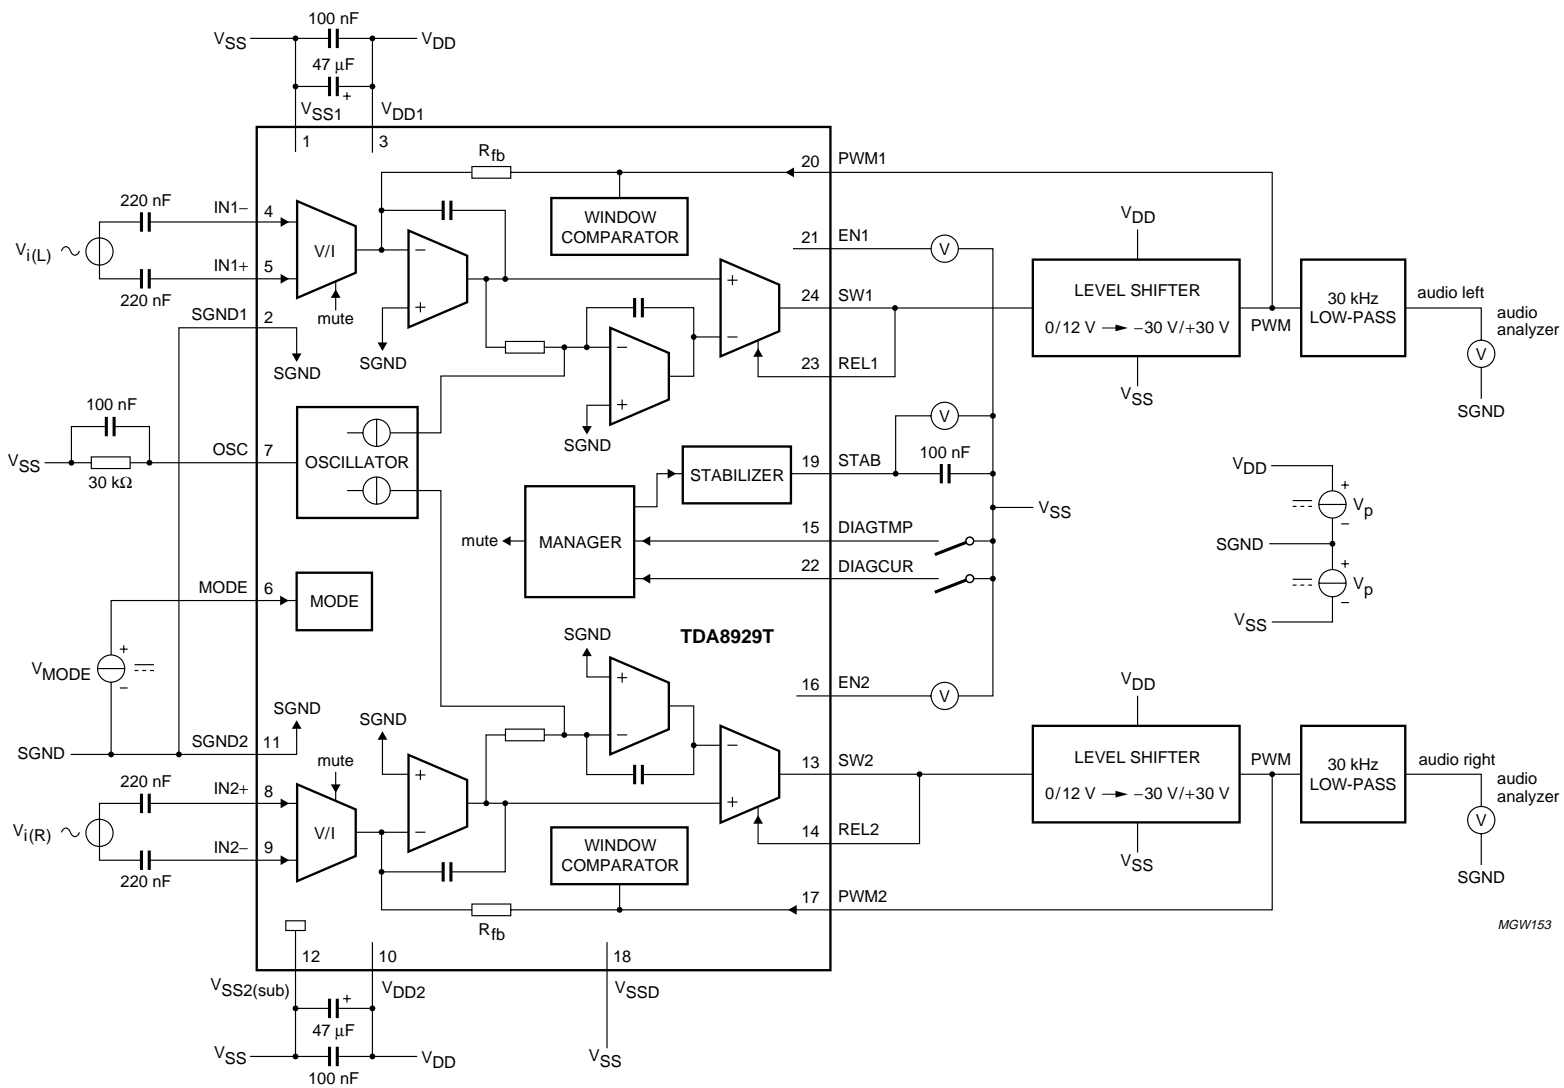 100 nF
VSS
VDD
47 μF
+
VSS1
VDD1
1
3
Rfb
20
PWM1
220 nF
IN1−
4
V/I
WINDOW
COMPARATOR
21
EN1
V
VDD
Vi(L)
−
+
IN1+
5
220 nF
mute
SGND
+
−
24
SW1
LEVEL SHIFTER
0/12 V → −30 V/+30 V
PWM
30 kHz
LOW-PASS
audio left
audio
analyzer
V
SGND
SGND1
2
SGND
−
+
SGND
23
REL1
VSS
100 nF
VSS
30 kΩ
OSC
7
OSCILLATOR
STABILIZER
19
STAB
V
100 nF
VSS
VDD
+
Vp
−
SGND
+
Vp
−
VSS
mute
MANAGER
15
DIAGTMP
22
DIAGCUR
MODE
6
MODE
TDA8929T
VMODE
+
−
SGND
+
−
16
EN2
V
VDD
SGND
SGND2
11
SGND
SGND
mute
+
−
−
+
13
SW2
LEVEL SHIFTER
0/12 V → −30 V/+30 V
PWM
30 kHz
LOW-PASS
audio right
audio
analyzer
V
SGND
220 nF
IN2+
8
V/I
Vi(R)
IN2−
9
220 nF
WINDOW
COMPARATOR
14
REL2
VSS
Rfb
17
PWM2
MGW153
12
10
18
VSS2(sub)
VDD2
VSSD
+
47 μF
VSS
VDD
100 nF
VSS